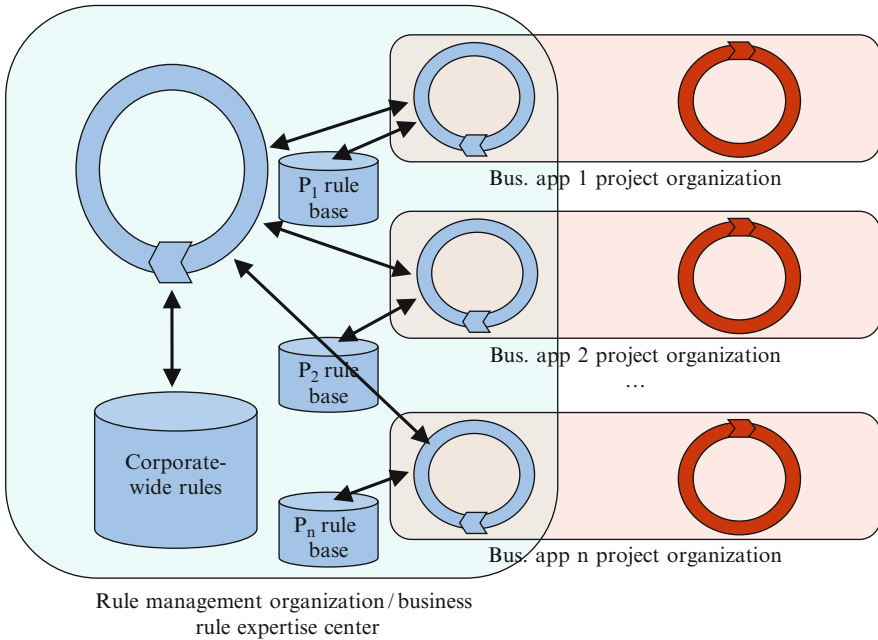 P₁ rule
base
Bus. app 1 project organization
P₂ rule
base
Bus. app 2 project organization
...
Corporate-
wide rules
Pₙ rule
base
Bus. app n project organization
Rule management organization/business
rule expertise center